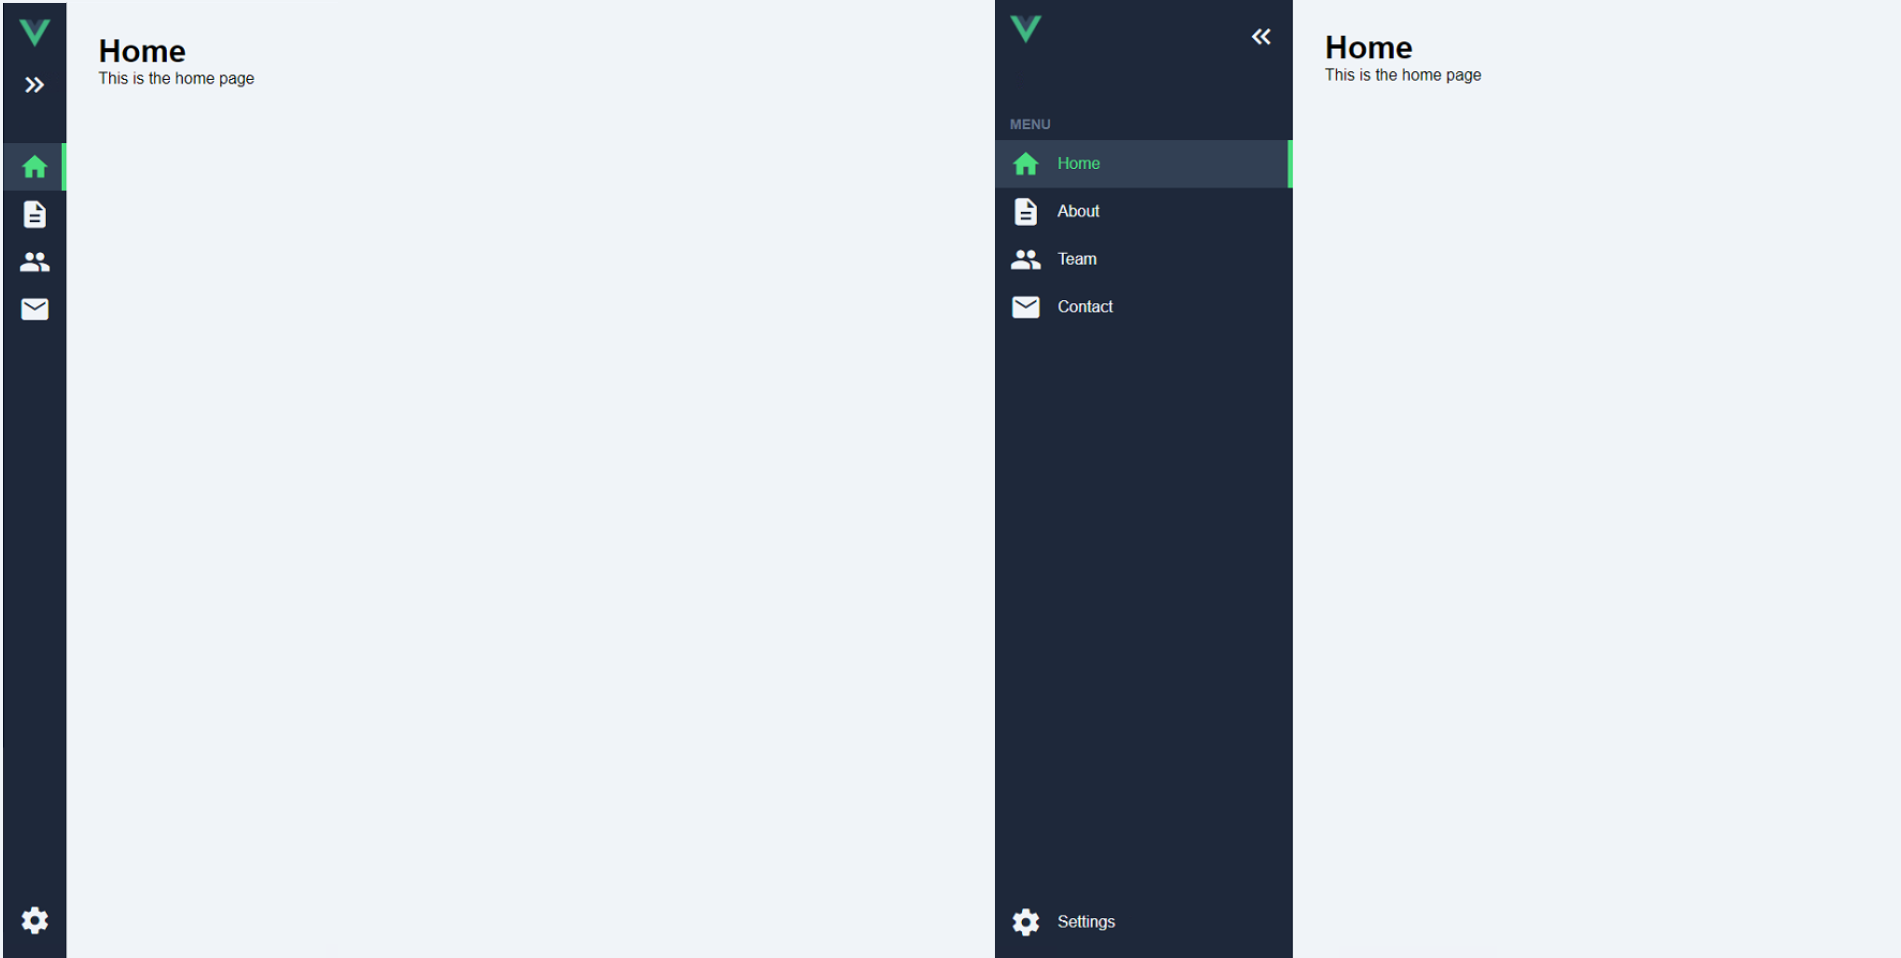 Home
This is the home page
MENU
Home
About
Team
Contact
Settings
Home
This is the home page